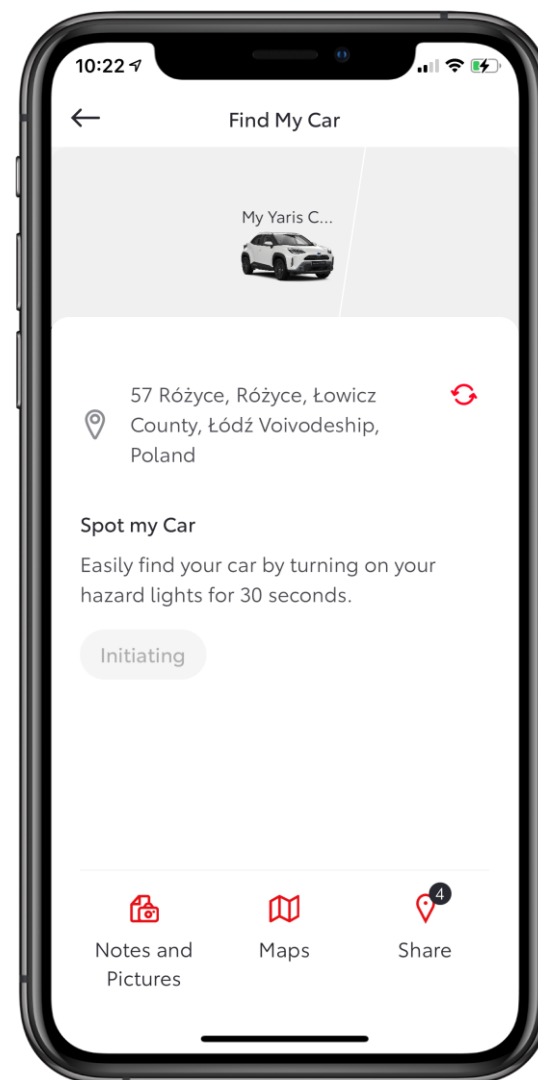 10:22
Find My Car
My Yaris C...
57 Różyce, Różyce, Łowicz
County, Łódź Voivodeship,
Poland
Spot my Car
Easily find your car by turning on your
hazard lights for 30 seconds.
Initiating
4
Notes and
Pictures
Maps
Share